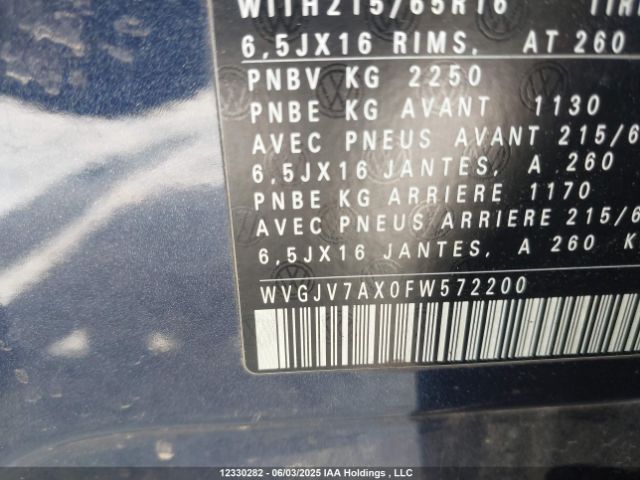 WITH215/65R16
6,5JX16 RIMS, AT 260
PNBV KG 2250
PNBE KG AVANT 1130
AVEC PNEUS AVANT 215/6
6,5JX16 JANTES, A 260
PNBE KG ARRIERE 1170
AVEC PNEUS ARRIERE 215/6
6,5JX16 JANTES, A 260 K
WVGJV7AX0FW572200
12330282 - 06/03/2025 IAA Holdings , LLC